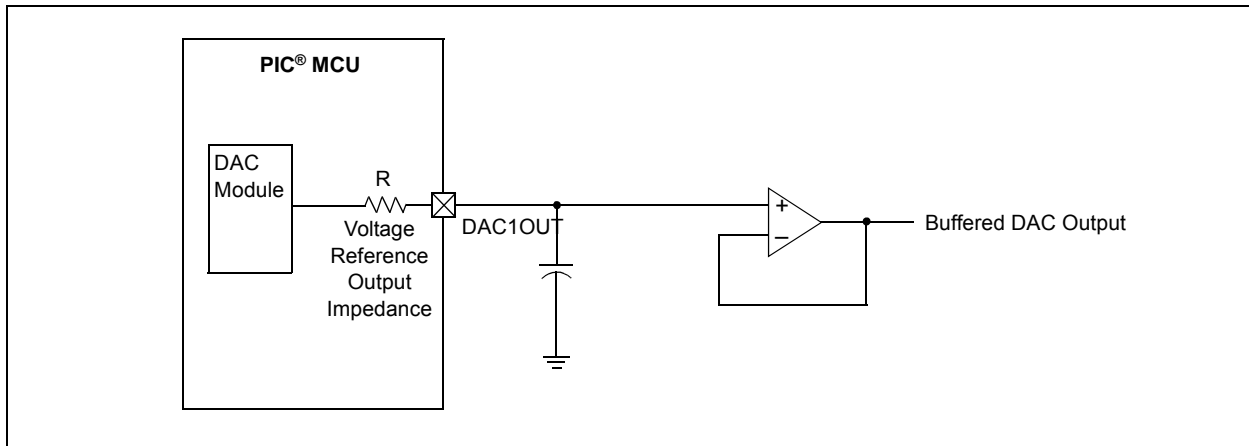 PIC® MCU
DAC
Module
R
Voltage
Reference
Output
Impedance
DAC1OUT
+
–
Buffered DAC Output